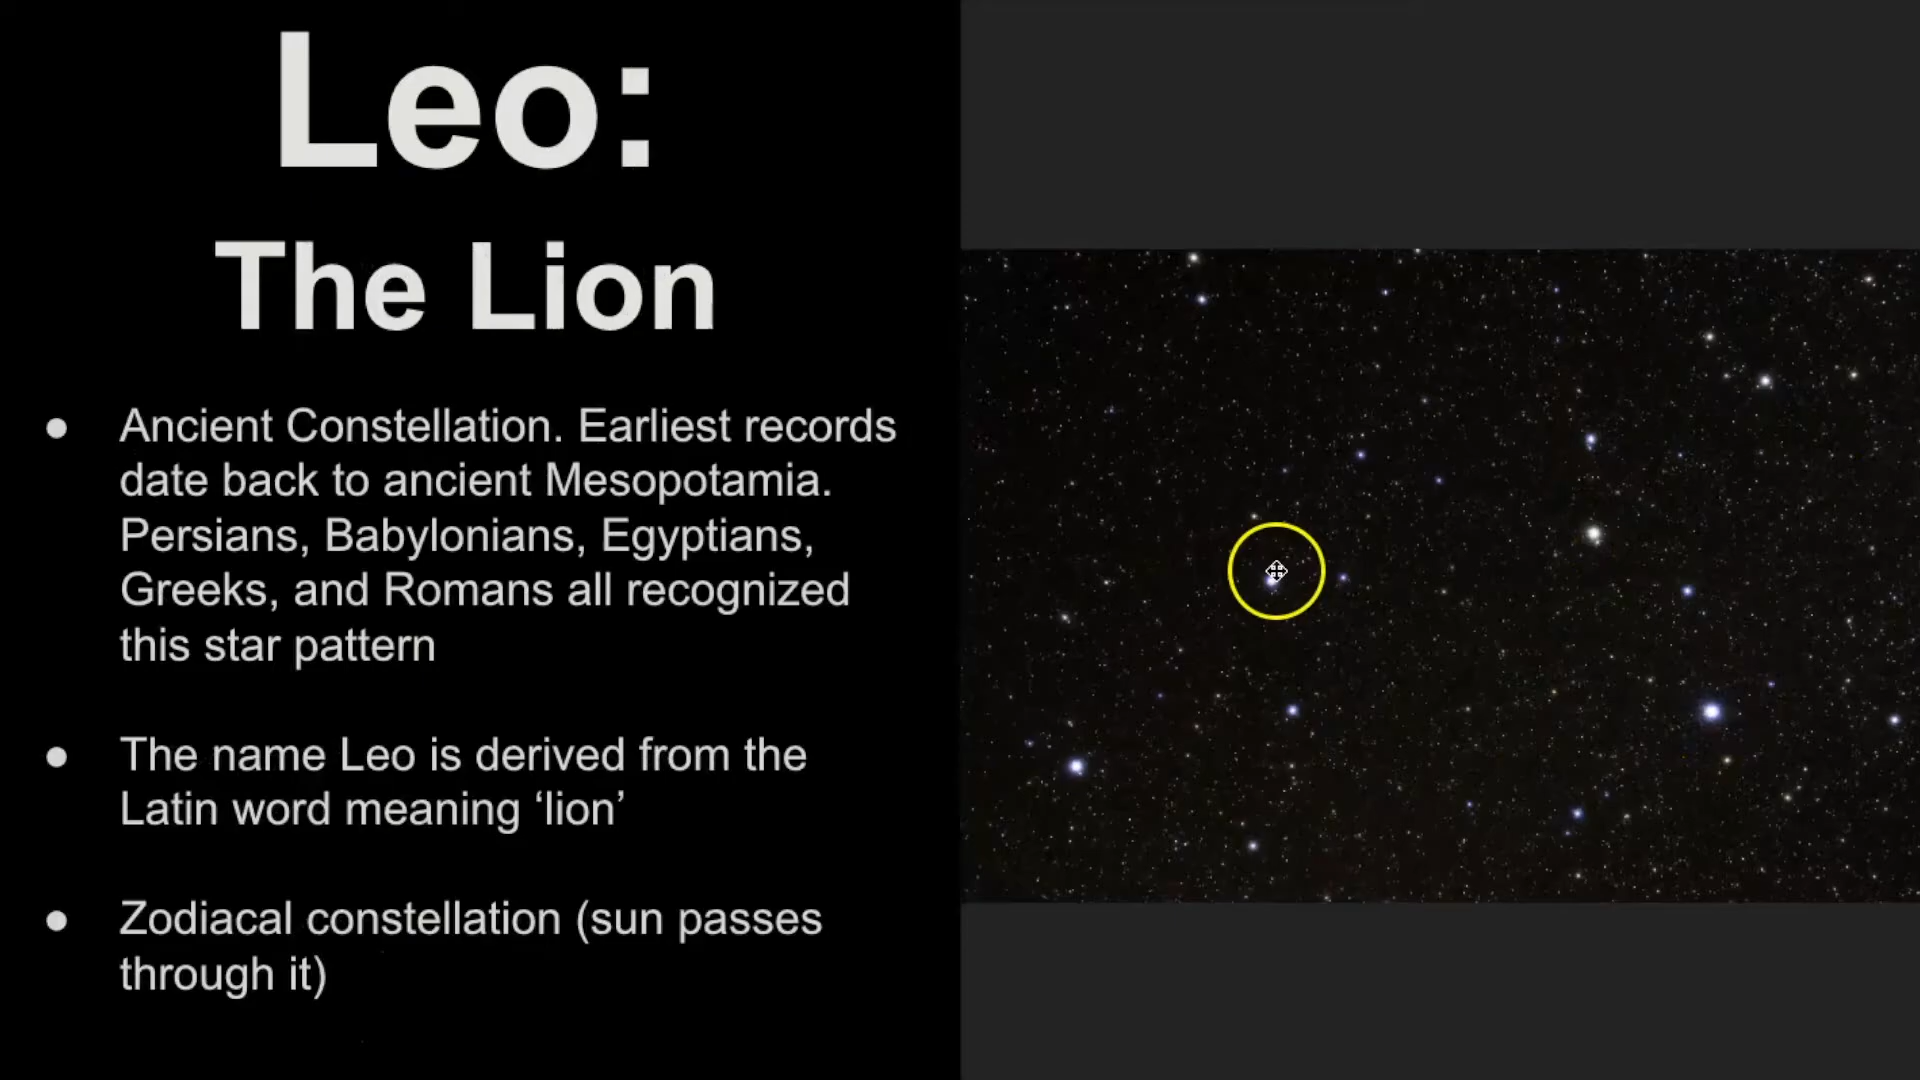 Leo:
The Lion
● Ancient Constellation. Earliest records
date back to ancient Mesopotamia.
Persians, Babylonians, Egyptians,
Greeks, and Romans all recognized
this star pattern
● The name Leo is derived from the
Latin word meaning ‘lion’
● Zodiacal constellation (sun passes
through it)